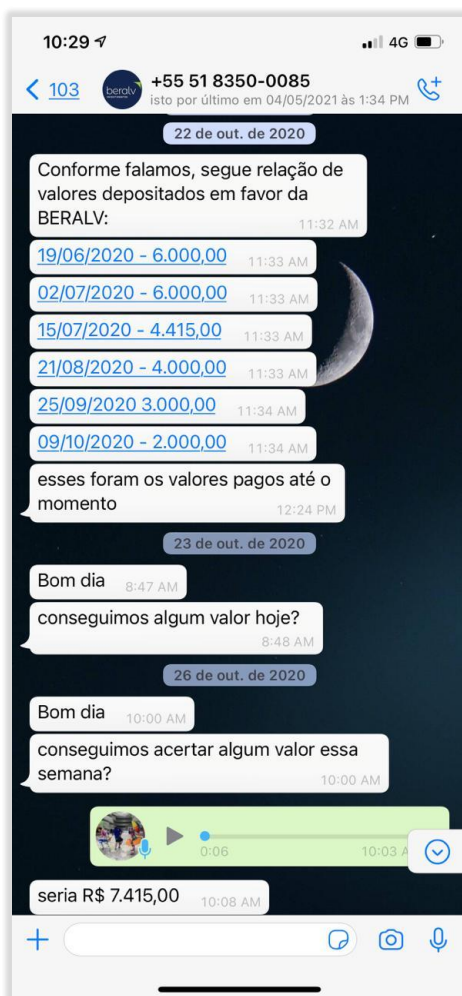 10:29
4G
103
beralv
+55 51 8350-0085
isto por último em 04/05/2021 às 1:34 PM
22 de out. de 2020
Conforme falamos, segue relação de
valores depositados em favor da
BERALV:
11:32 AM
19/06/2020 - 6.000,00 11:33 AM
02/07/2020 - 6.000,00 11:33 AM
15/07/2020 - 4.415,00 11:33 AM
21/08/2020 - 4.000,00 11:33 AM
25/09/2020 3.000,00 11:34 AM
09/10/2020 - 2.000,00 11:34 AM
esses foram os valores pagos até o
momento
12:24 PM
23 de out. de 2020
Bom dia 8:47 AM
conseguimos algum valor hoje?
8:48 AM
26 de out. de 2020
Bom dia 10:00 AM
conseguimos acertar algum valor essa
semana?
10:00 AM
0:06 10:03 A
seria R$ 7.415,00 10:08 AM